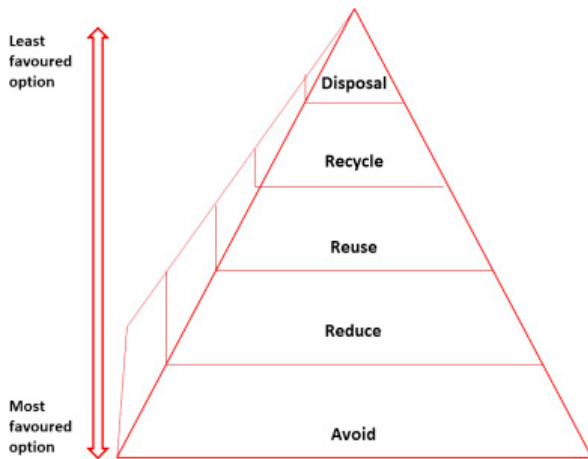 Least
favoured
option
Disposal
Recycle
Reuse
Reduce
Avoid
Most
favoured
option